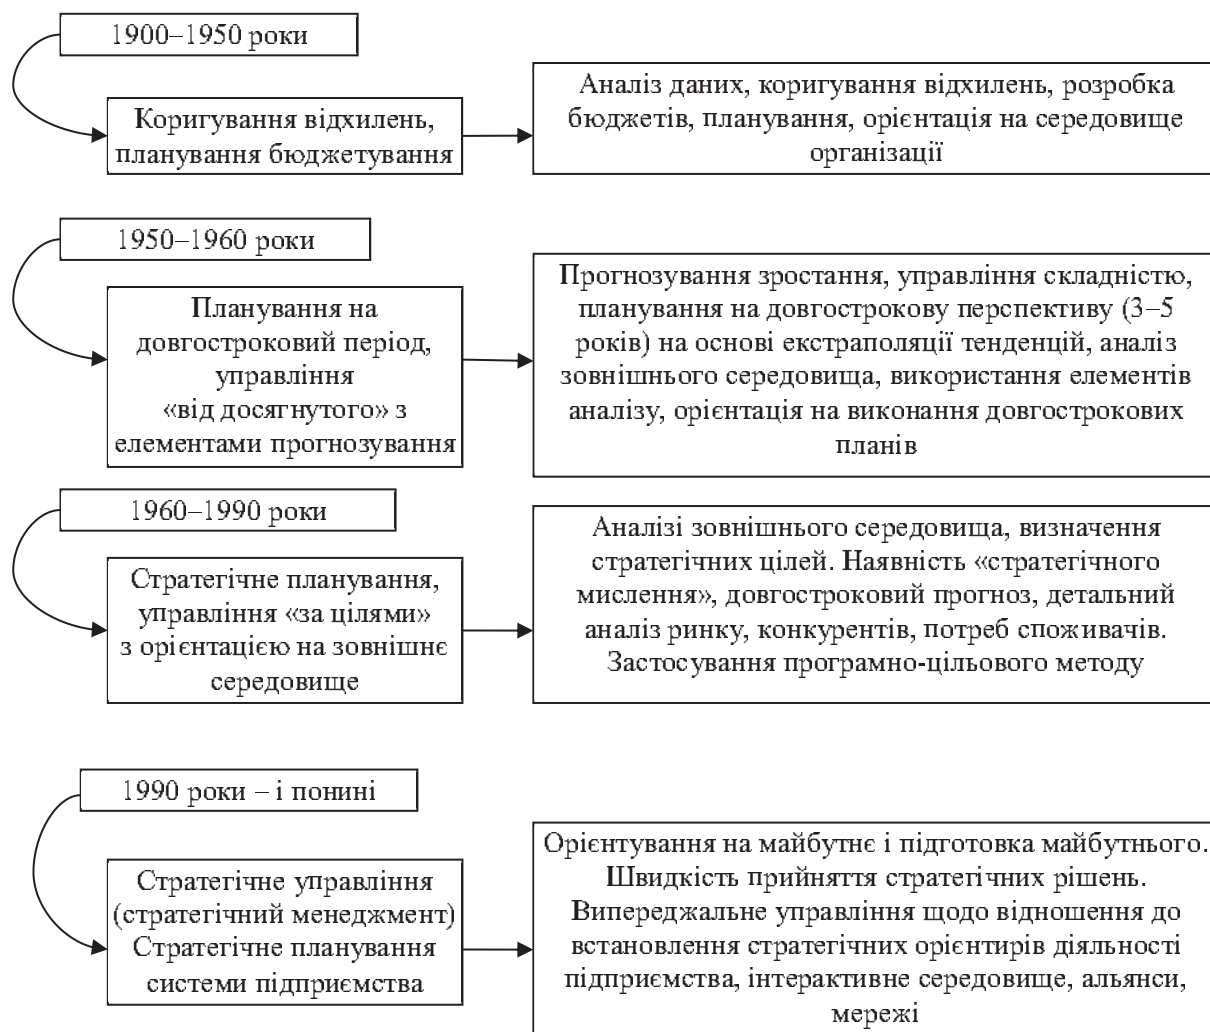 1900–1950 роки
Коригування відхилень,
планування бюджетування
Аналіз даних, коригування відхилень, розробка
бюджетів, планування, орієнтація на середовище
організації
1950–1960 роки
Планування на
довгостроковий період,
управління
«від досягнутого» з
елементами прогнозування
Прогнозування зростання, управління складністю,
планування на довгострокову перспективу (3–5
років) на основі екстраполяції тенденцій, аналіз
зовнішнього середовища, використання елементів
аналізу, орієнтація на виконання довгострокових
планів
1960–1990 роки
Стратегічне планування,
управління «за цілями»
з орієнтацією на зовнішнє
середовище
Аналізі зовнішнього середовища, визначення
стратегічних цілей. Наявність «стратегічного
мислення», довгостроковий прогноз, детальний
аналіз ринку, конкурентів, потреб споживачів.
Застосування програмно-цільового методу
1990 роки – і понині
Стратегічне управління
(стратегічний менеджмент)
Стратегічне планування
системи підприємства
Орієнтування на майбутнє і підготовка майбутнього.
Швидкість прийняття стратегічних рішень.
Випереджальне управління щодо відношення до
встановлення стратегічних орієнтирів діяльності
підприємства, інтерактивне середовище, альянси,
мережі